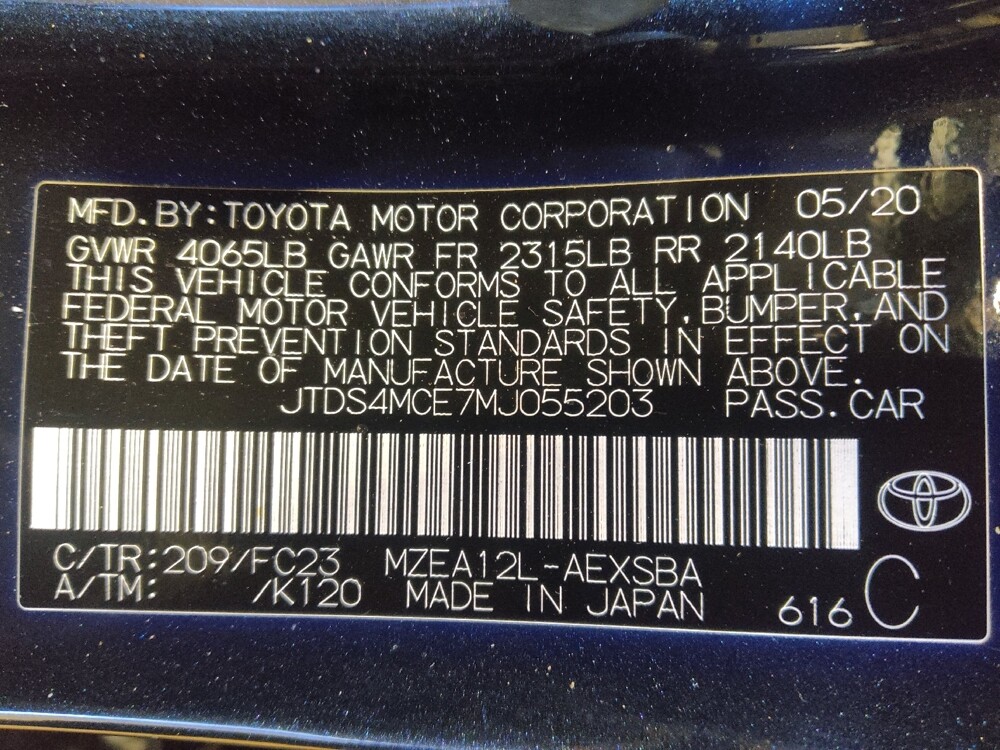 MFD.BY:TOYOTA MOTOR CORPORATION 05/20
GVWR 4065LB GAWR FR 2315LB RR 2140LB
THIS VEHICLE CONFORMS TO ALL APPLICABLE
FEDERAL MOTOR VEHICLE SAFETY,BUMPER,AND
THEFT PREVENTION STANDARDS IN EFFECT ON
THE DATE OF MANUFACTURE SHOWN ABOVE.
JTDS4MCE7MJ055203 PASS.CAR
C/TR:209/FC23 MZEA12L-AEXSBA
A/TM: /K120 MADE IN JAPAN 616 C